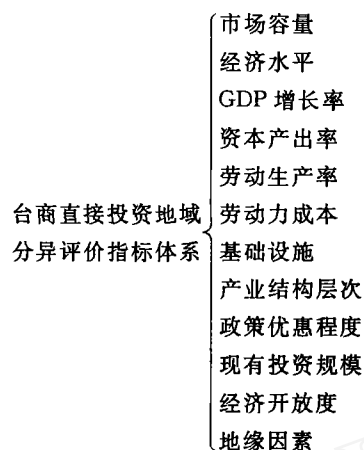 台商直接投资地域
分异评价指标体系
市场容量
经济水平
GDP 增长率
资本产出率
劳动生产率
劳动力成本
基础设施
产业结构层次
政策优惠程度
现有投资规模
经济开放度
地缘因素